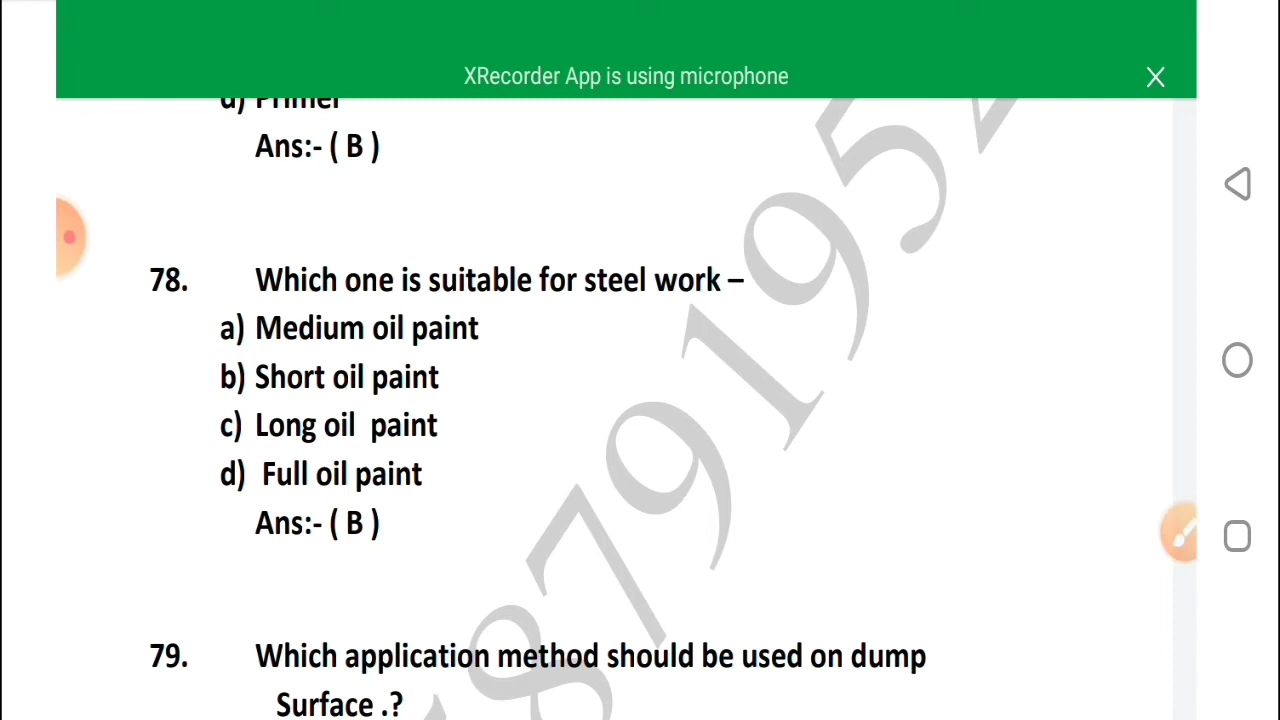 XRecorder App is using microphone
d) Primer
Ans:- ( B )
78. Which one is suitable for steel work –
a) Medium oil paint
b) Short oil paint
c) Long oil paint
d) Full oil paint
Ans:- ( B )
79. Which application method should be used on dump
Surface .?